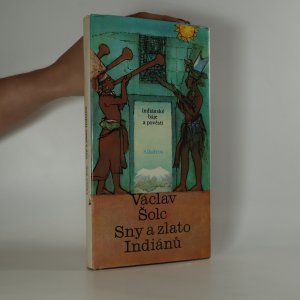 indiánské
báje
a pověsti
Albatros
Václav
Šolc
Sny a zlato
Indiánů